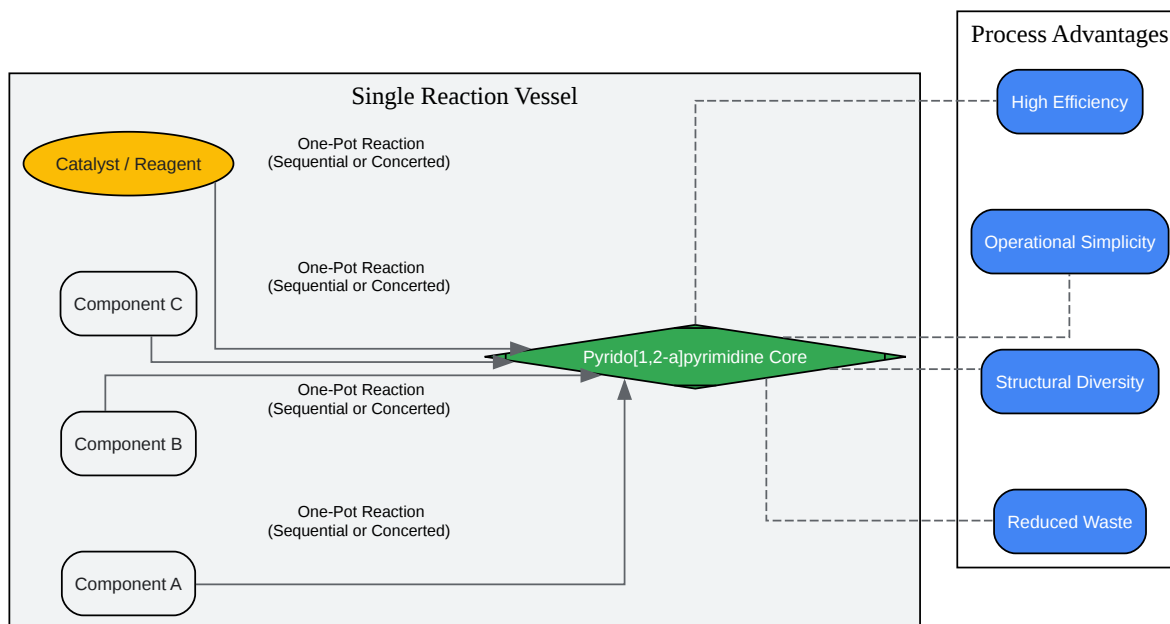 Process Advantages
Single Reaction Vessel
High Efficiency
One-Pot Reaction
(Sequential or Concerted)
Catalyst / Reagent
Operational Simplicity
One-Pot Reaction
(Sequential or Concerted)
Component C
Pyrido[1,2-a]pyrimidine Core
Structural Diversity
One-Pot Reaction
(Sequential or Concerted)
Component B
One-Pot Reaction
(Sequential or Concerted)
Reduced Waste
Component A